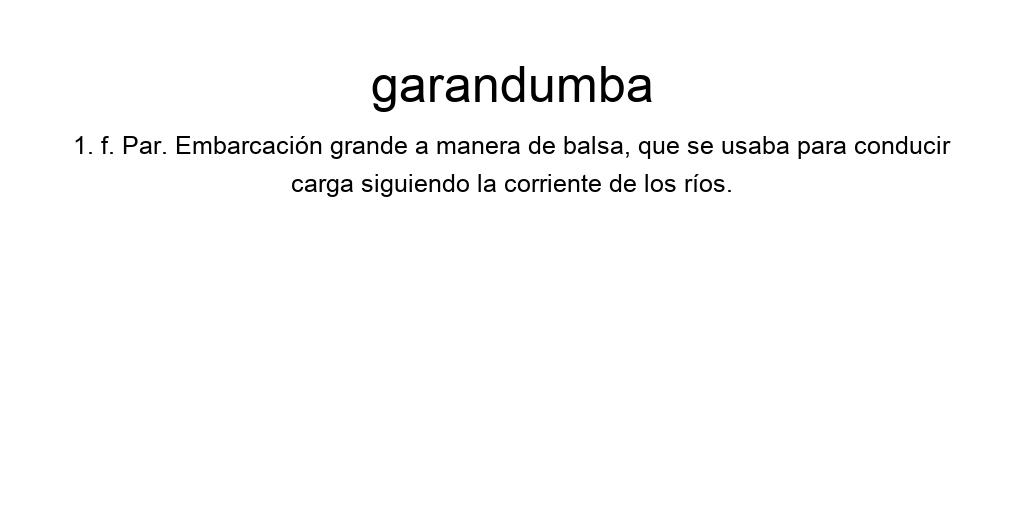 garandumba
1. f. Par. Embarcación grande a manera de balsa, que se usaba para conducir
carga siguiendo la corriente de los ríos.